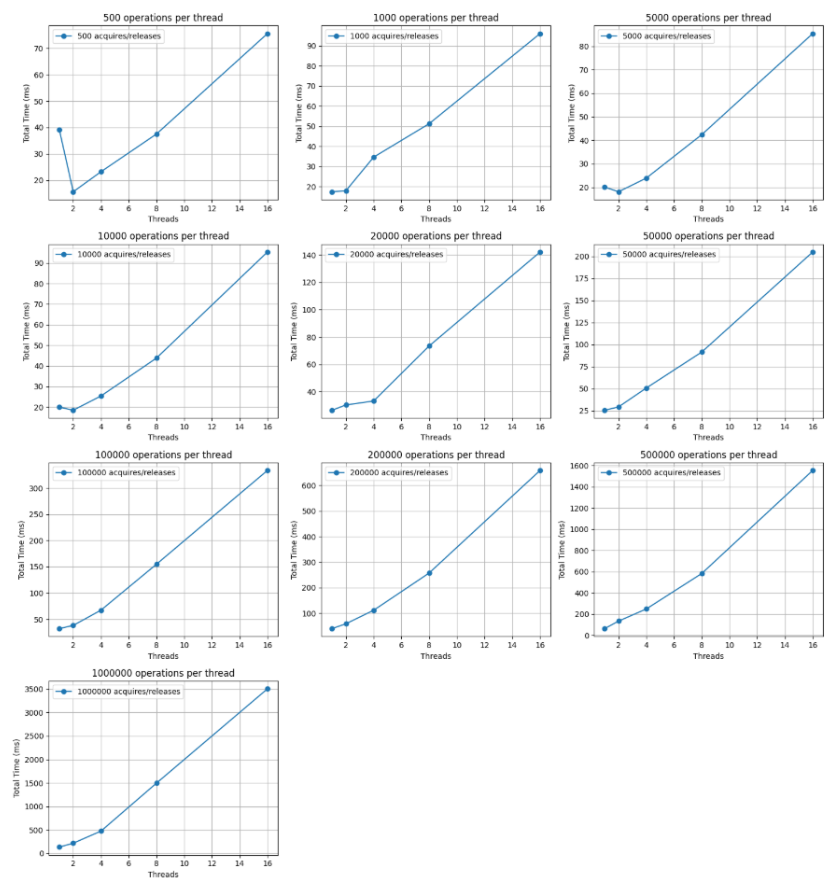 500 operations per thread
500 acquires/releases
Total Time (ms)
70
60
50
40
30
20
2 4 6 8 10 12 14 16
Threads
1000 operations per thread
1000 acquires/releases
Total Time (ms)
90
80
70
60
50
40
30
20
2 4 6 8 10 12 14 16
Threads
5000 operations per thread
5000 acquires/releases
Total Time (ms)
80
70
60
50
40
30
20
2 4 6 8 10 12 14 16
Threads
10000 operations per thread
10000 acquires/releases
Total Time (ms)
90
80
70
60
50
40
30
20
2 4 6 8 10 12 14 16
Threads
20000 operations per thread
20000 acquires/releases
Total Time (ms)
140
120
100
80
60
40
2 4 6 8 10 12 14 16
Threads
50000 operations per thread
50000 acquires/releases
Total Time (ms)
200
175
150
125
100
75
50
25
2 4 6 8 10 12 14 16
Threads
100000 operations per thread
100000 acquires/releases
Total Time (ms)
300
250
200
150
100
50
2 4 6 8 10 12 14 16
Threads
200000 operations per thread
200000 acquires/releases
Total Time (ms)
600
500
400
300
200
100
2 4 6 8 10 12 14 16
Threads
500000 operations per thread
500000 acquires/releases
Total Time (ms)
1600
1400
1200
1000
800
600
400
200
0
2 4 6 8 10 12 14 16
Threads
1000000 operations per thread
1000000 acquires/releases
Total Time (ms)
3500
3000
2500
2000
1500
1000
500
0
2 4 6 8 10 12 14 16
Threads